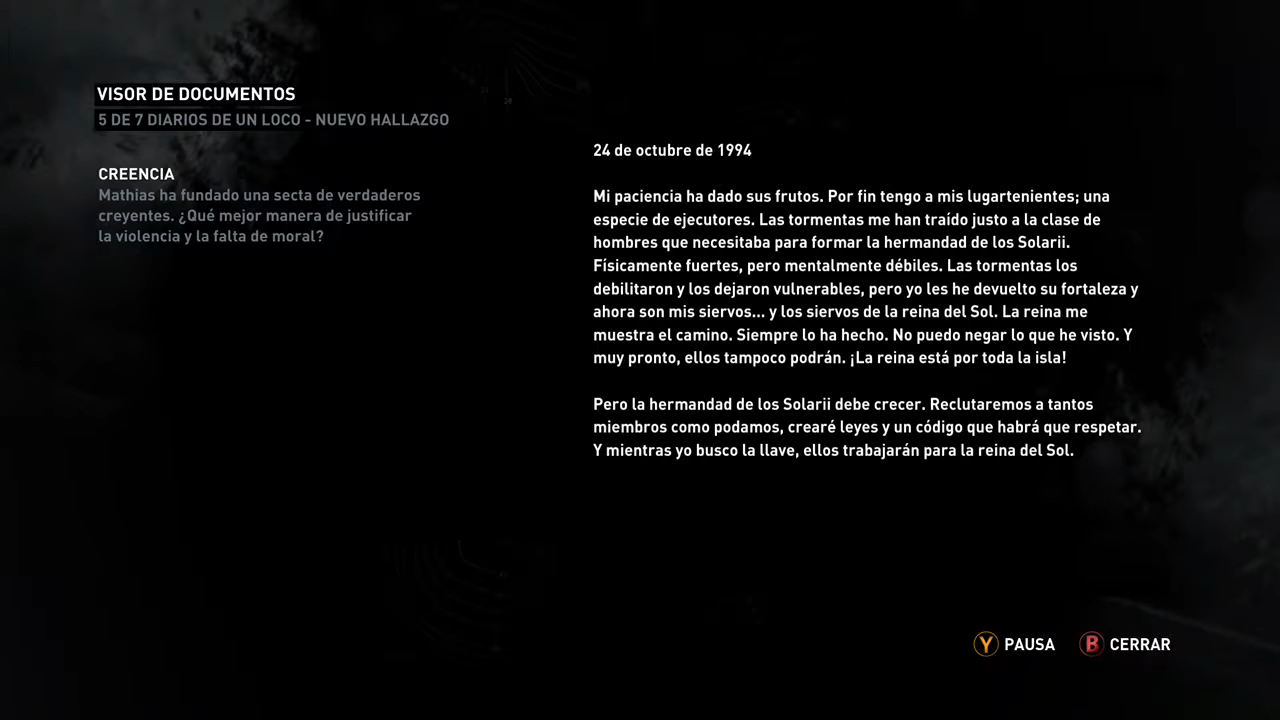 VISOR DE DOCUMENTOS
5 DE 7 DIARIOS DE UN LOCO - NUEVO HALLAZGO
CREENCIA
Mathias ha fundado una secta de verdaderos
creyentes. ¿Qué mejor manera de justificar
la violencia y la falta de moral?
24 de octubre de 1994
Mi paciencia ha dado sus frutos. Por fin tengo a mis lugartenientes; una
especie de ejecutores. Las tormentas me han traído justo a la clase de
hombres que necesitaba para formar la hermandad de los Solarii.
Físicamente fuertes, pero mentalmente débiles. Las tormentas los
debilitaron y los dejaron vulnerables, pero yo les he devuelto su fortaleza y
ahora son mis siervos... y los siervos de la reina del Sol. La reina me
muestra el camino. Siempre lo ha hecho. No puedo negar lo que he visto. Y
muy pronto, ellos tampoco podrán. ¡La reina está por toda la isla!
Pero la hermandad de los Solarii debe crecer. Reclutaremos a tantos
miembros como podamos, crearé leyes y un código que habrá que respetar.
Y mientras yo busco la llave, ellos trabajarán para la reina del Sol.
Y PAUSA B CERRAR